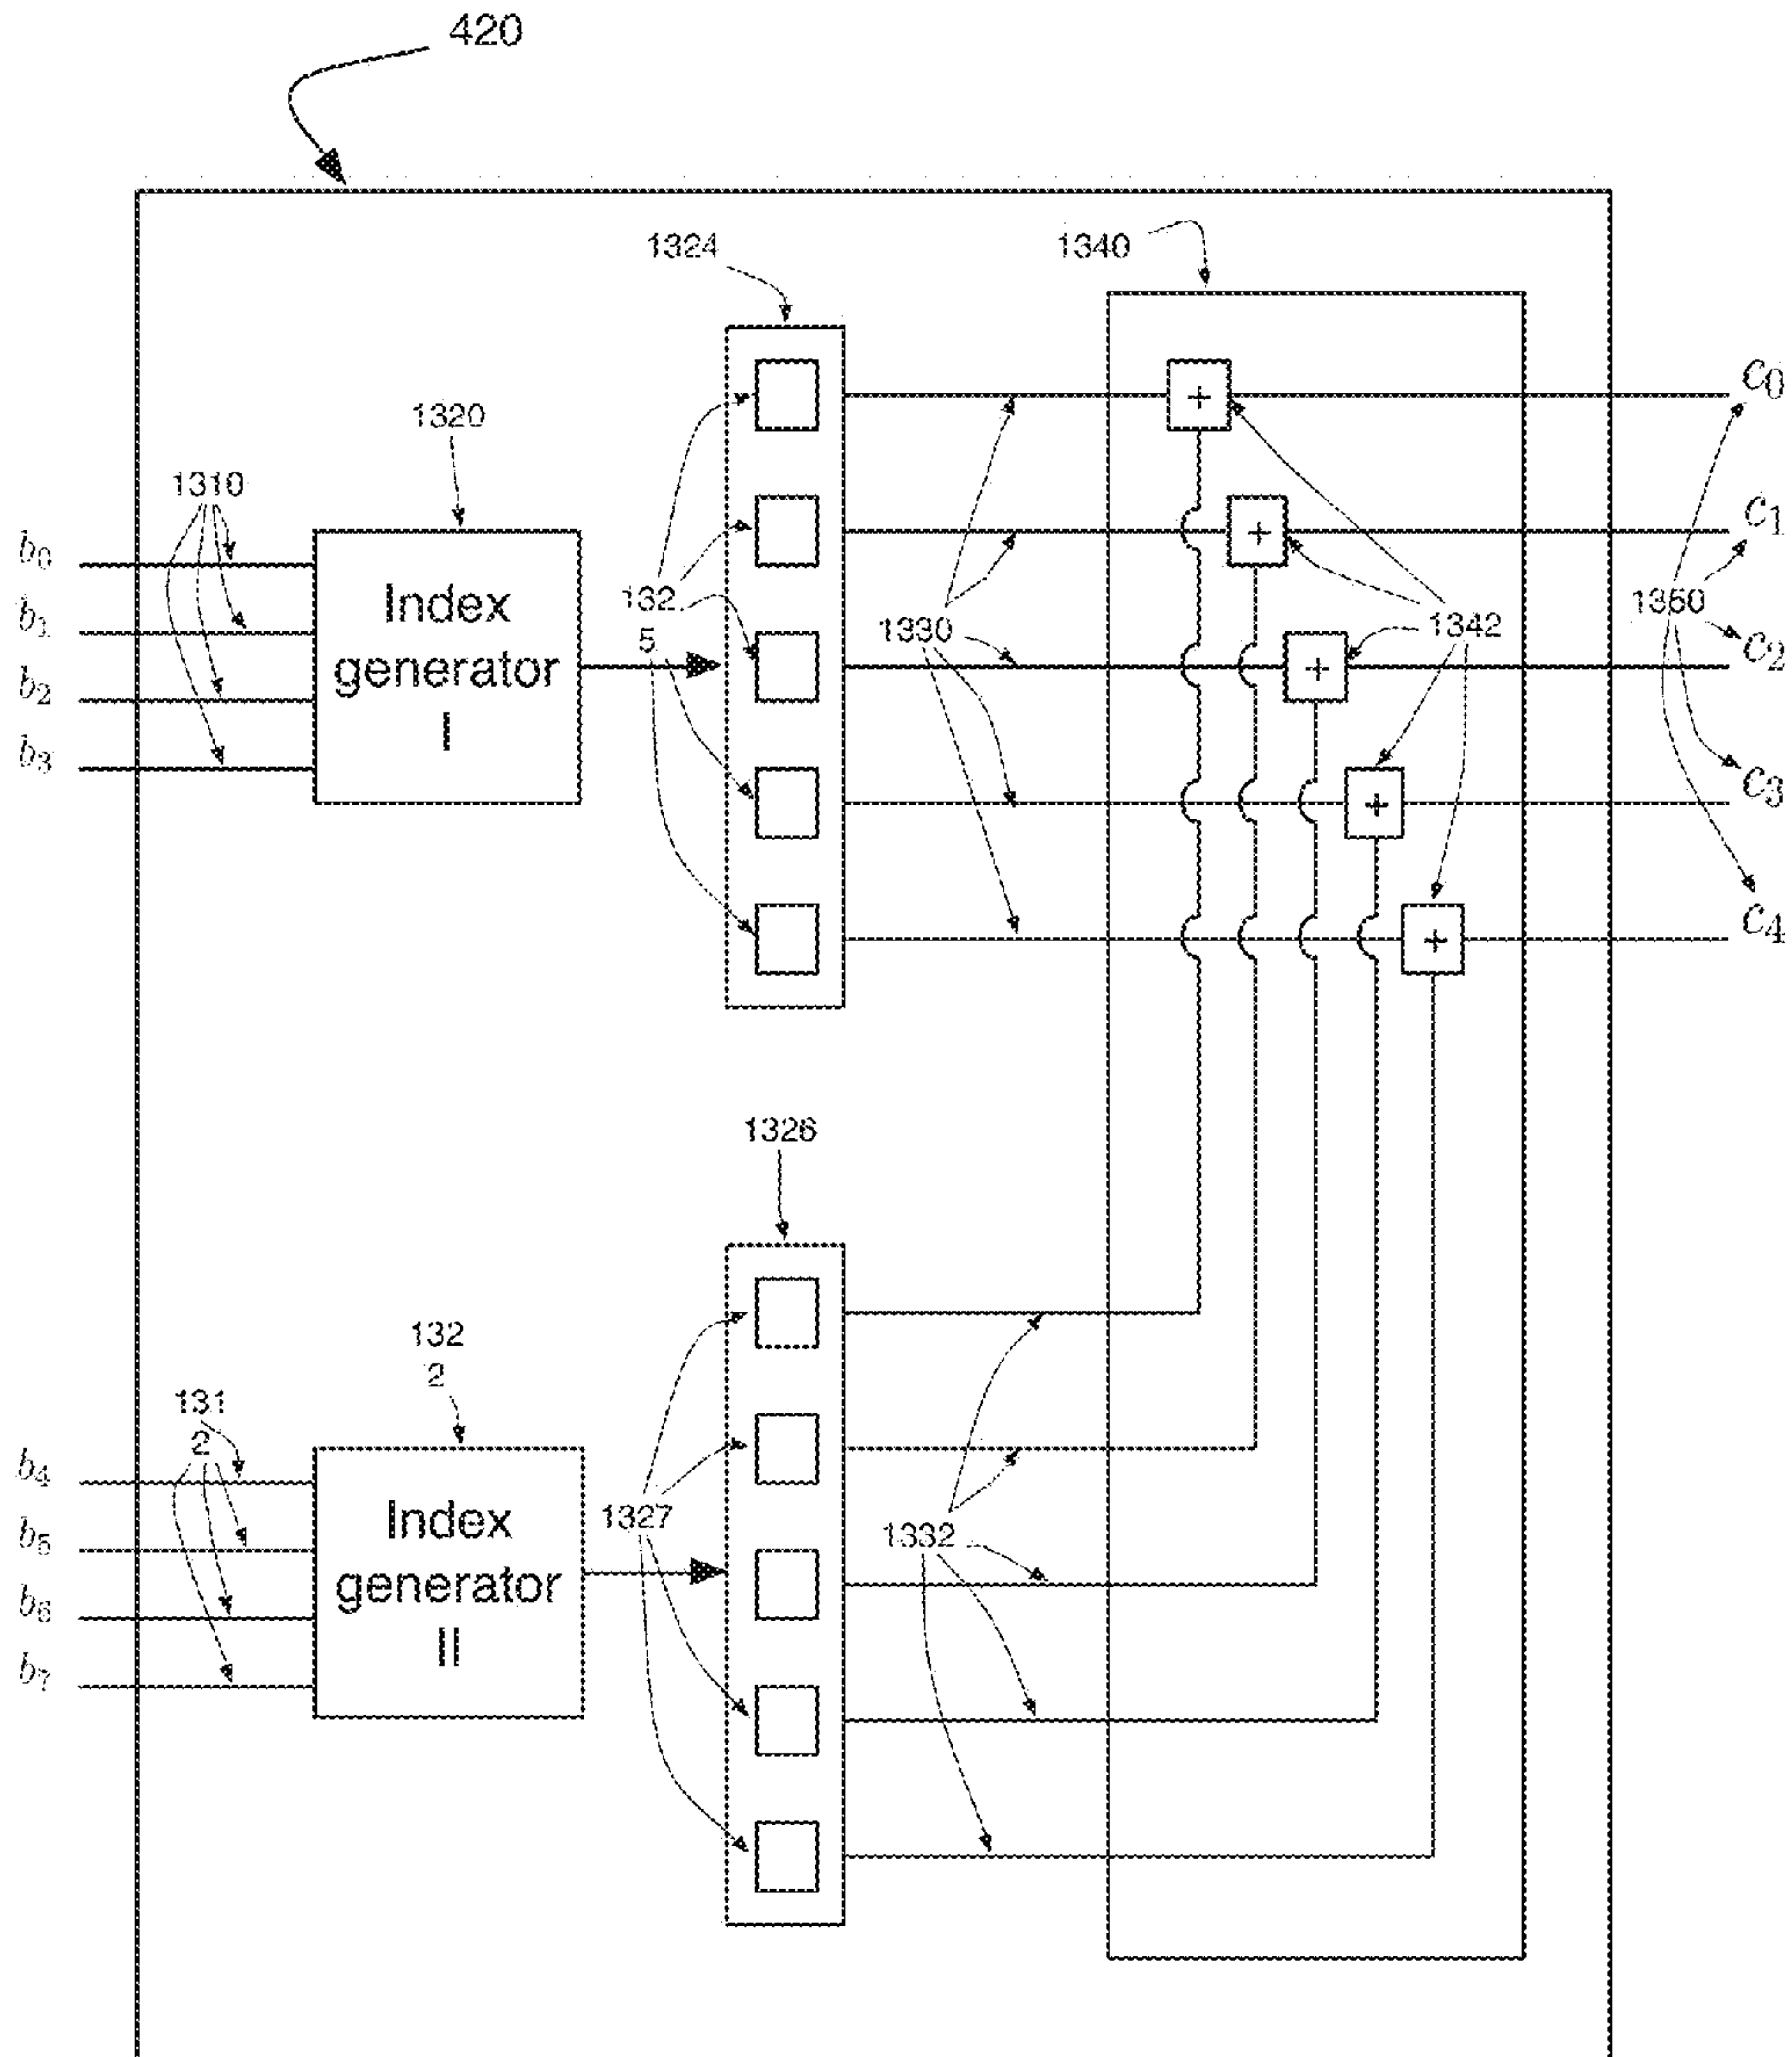 420
1324
1340
1320
1310
b0
b1
b2
b3
Index
generator
I
132
5
1330
+
+
+
+
+
1342
1350
c0
c1
c2
c3
c4
1326
132
2
131
2
b4
b5
b6
b7
Index
generator
II
1327
1332